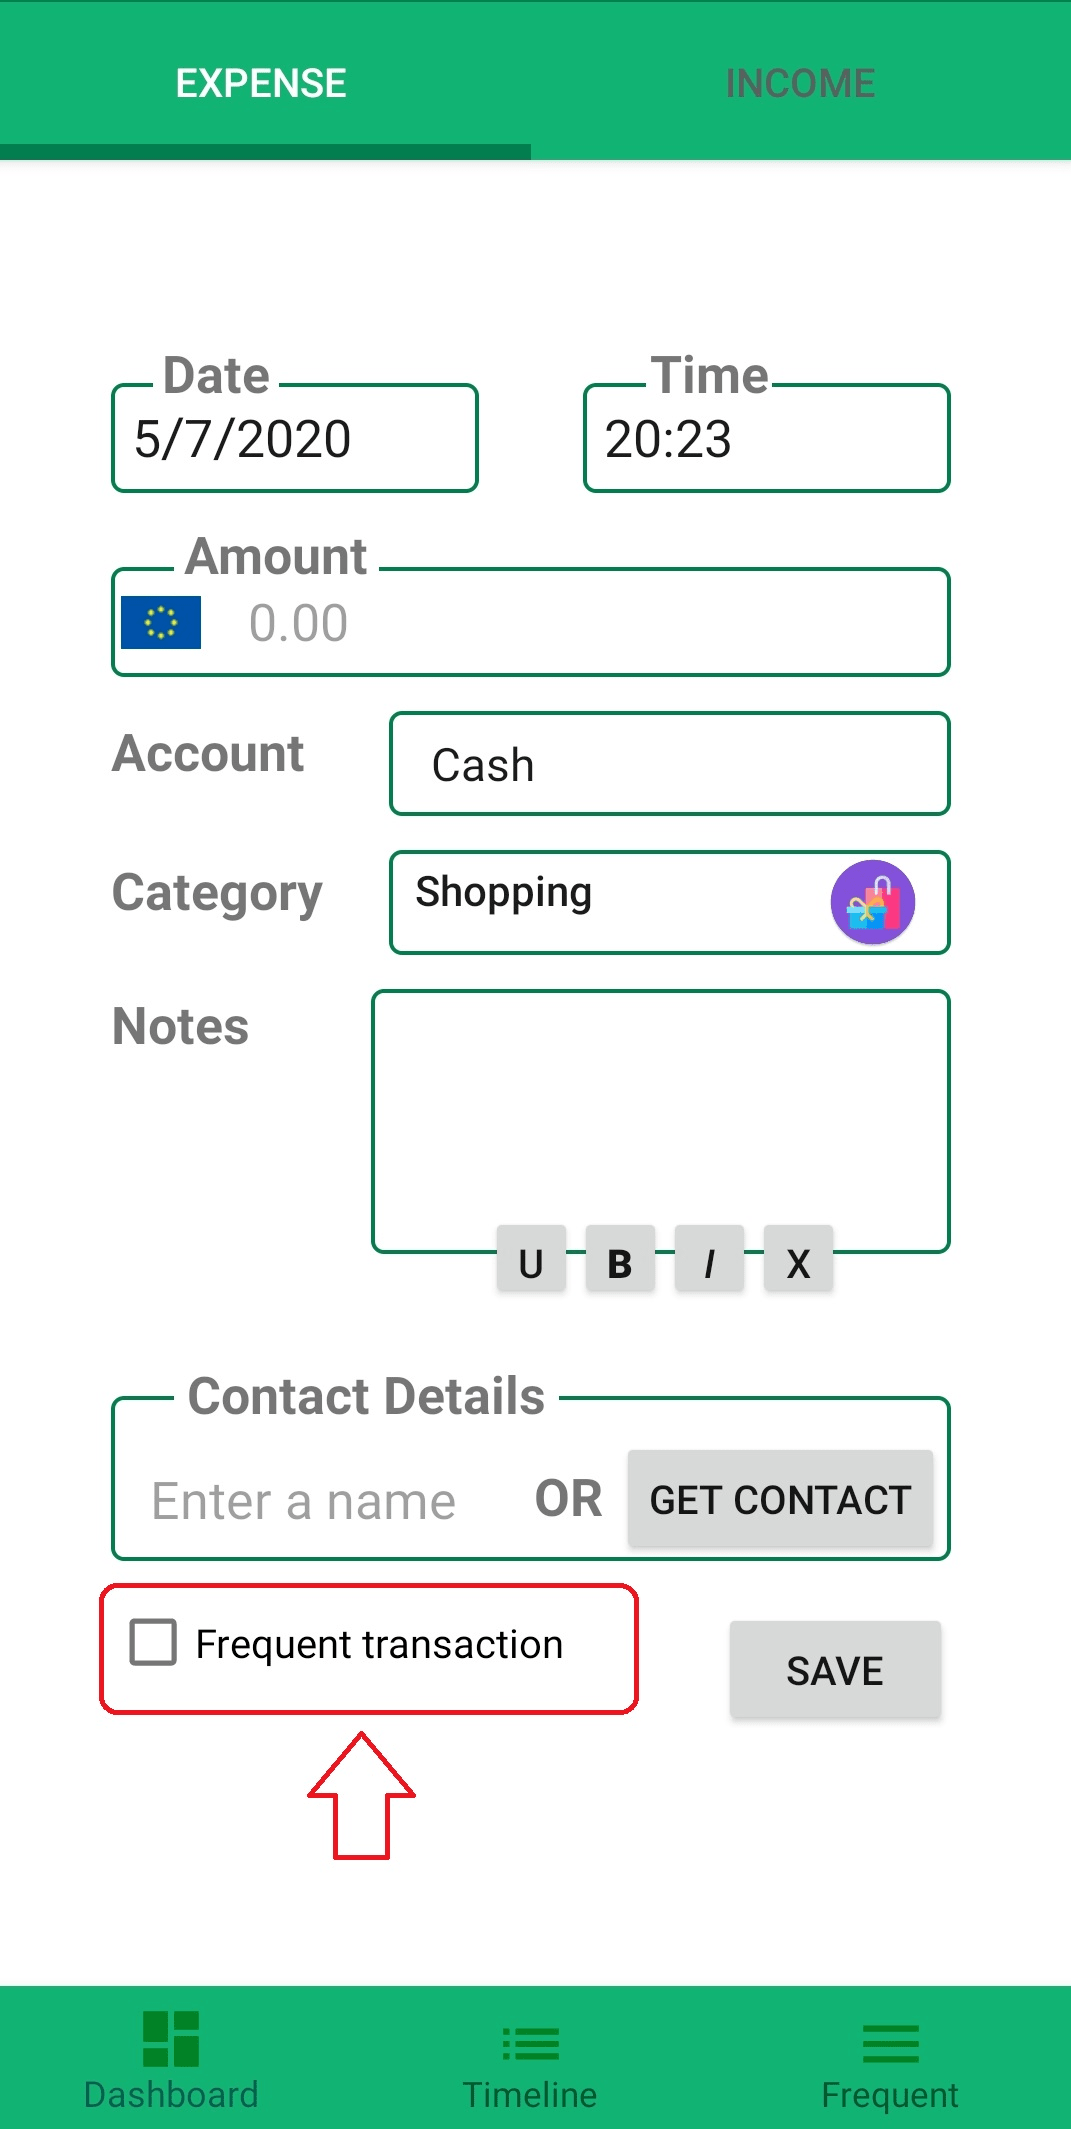 EXPENSE INCOME
Date Time
5/7/2020 20:23
Amount
0.00
Account Cash
Category Shopping
Notes
U B I X
Contact Details
Enter a name OR GET CONTACT
Frequent transaction
SAVE
Dashboard Timeline Frequent